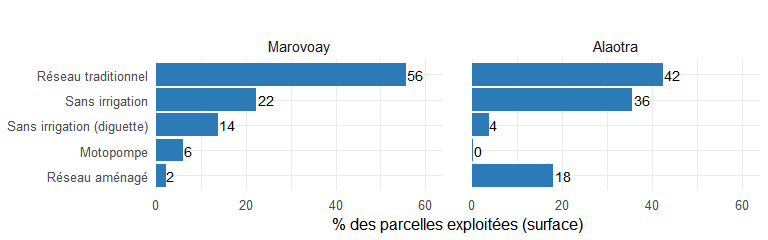 Marovoay Alaotra
Réseau traditionnel 56 42
Sans irrigation 22 36
Sans irrigation (diguette) 14 4
Motopompe 6 0
Réseau aménagé 2 18
0 20 40 60 0 20 40 60
% des parcelles exploitées (surface)